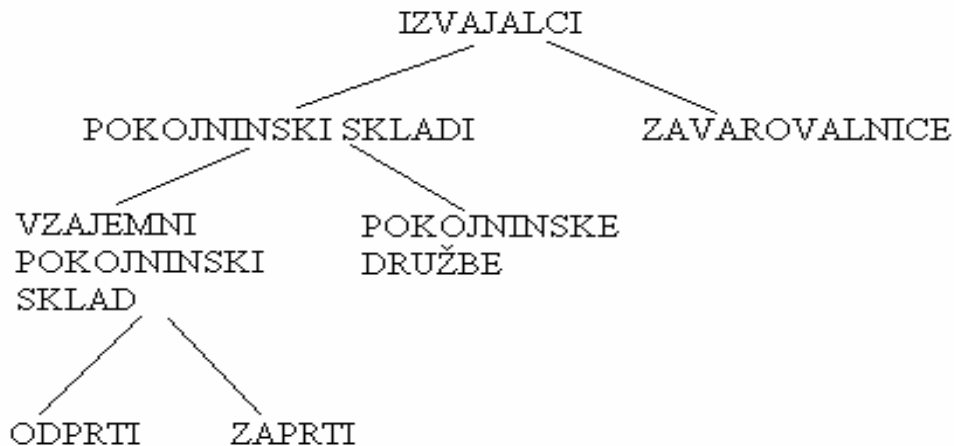 IZVAJALCI
POKOJNINSKI SKLADI
ZAVAROVALNICE
VZAJEMNI
POKOJNINSKI
SKLAD
POKOJNINSKE
DRUŽBE
ODPRTI
ZAPRTI